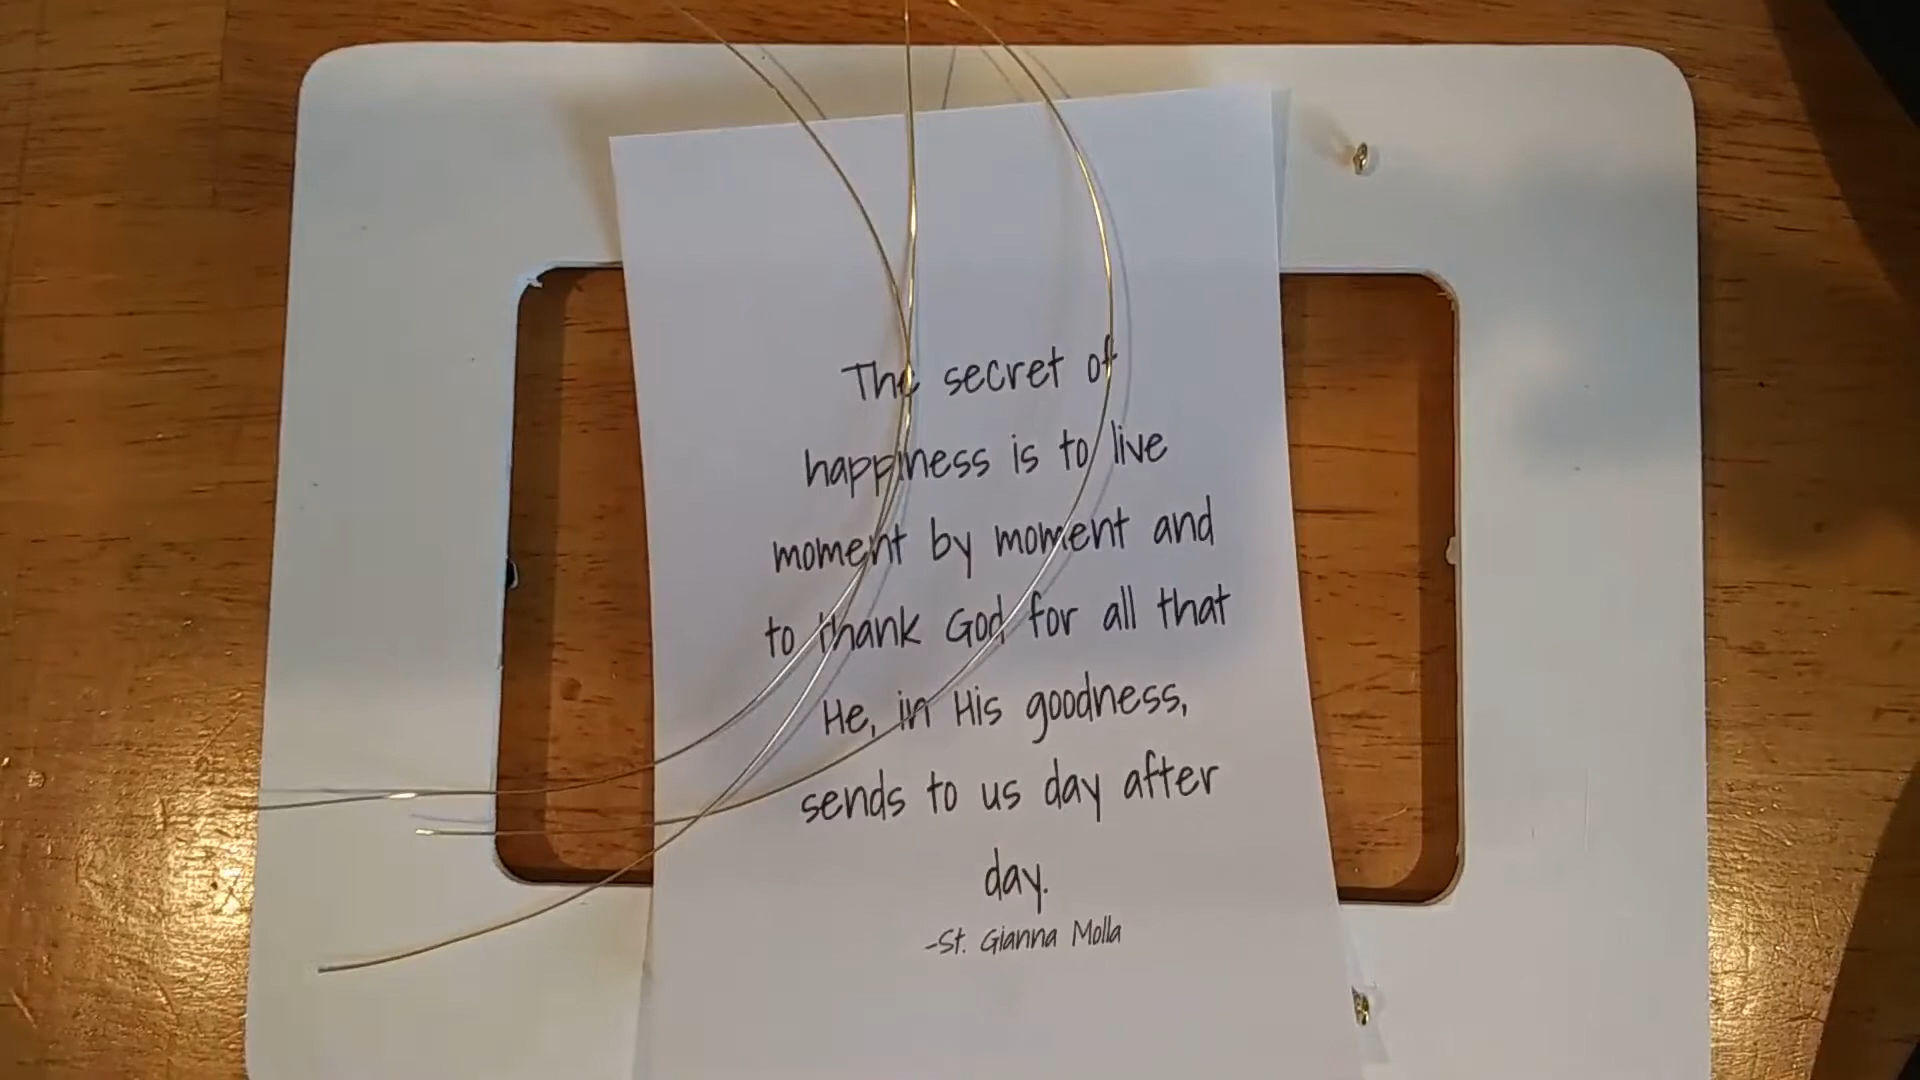 The secret of
happiness is to live
moment by moment and
to thank God for all that
He, in His goodness,
sends to us day after
day.
-St. Gianna Molla